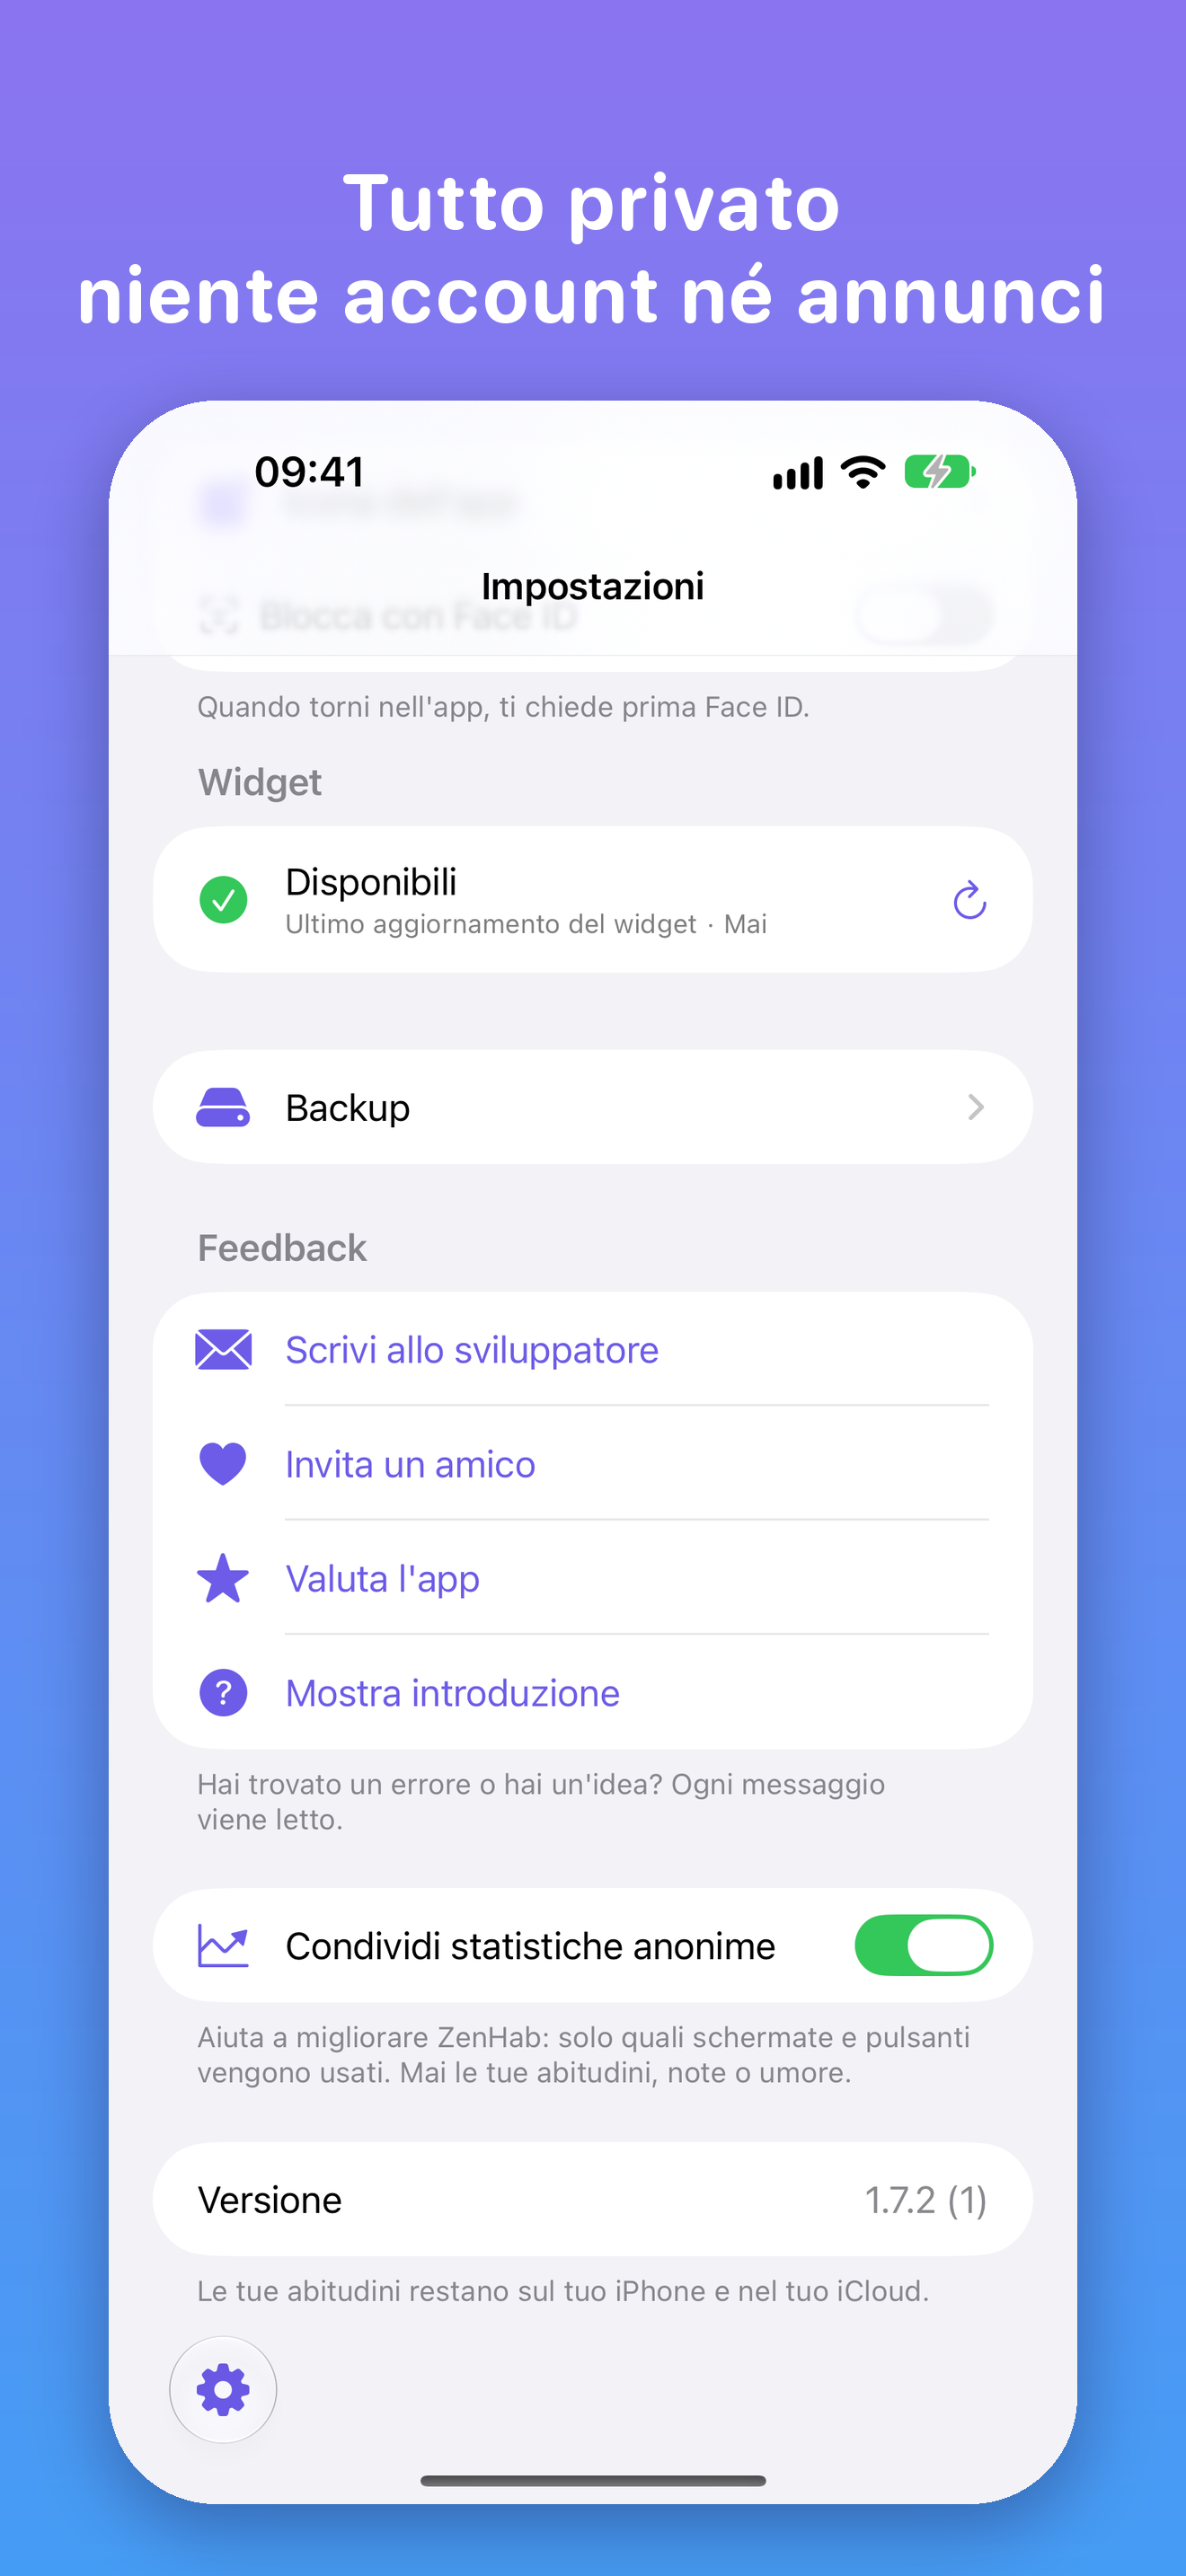 Tutto privato
niente account né annunci
09:41
Impostazioni
Blocca con Face ID
Quando torni nell'app, ti chiede prima Face ID.
Widget
Disponibili
Ultimo aggiornamento del widget · Mai
Backup
Feedback
Scrivi allo sviluppatore
Invita un amico
Valuta l'app
Mostra introduzione
Hai trovato un errore o hai un'idea? Ogni messaggio
viene letto.
Condividi statistiche anonime
Aiuta a migliorare ZenHab: solo quali schermate e pulsanti
vengono usati. Mai le tue abitudini, note o umore.
Versione
1.7.2 (1)
Le tue abitudini restano sul tuo iPhone e nel tuo iCloud.